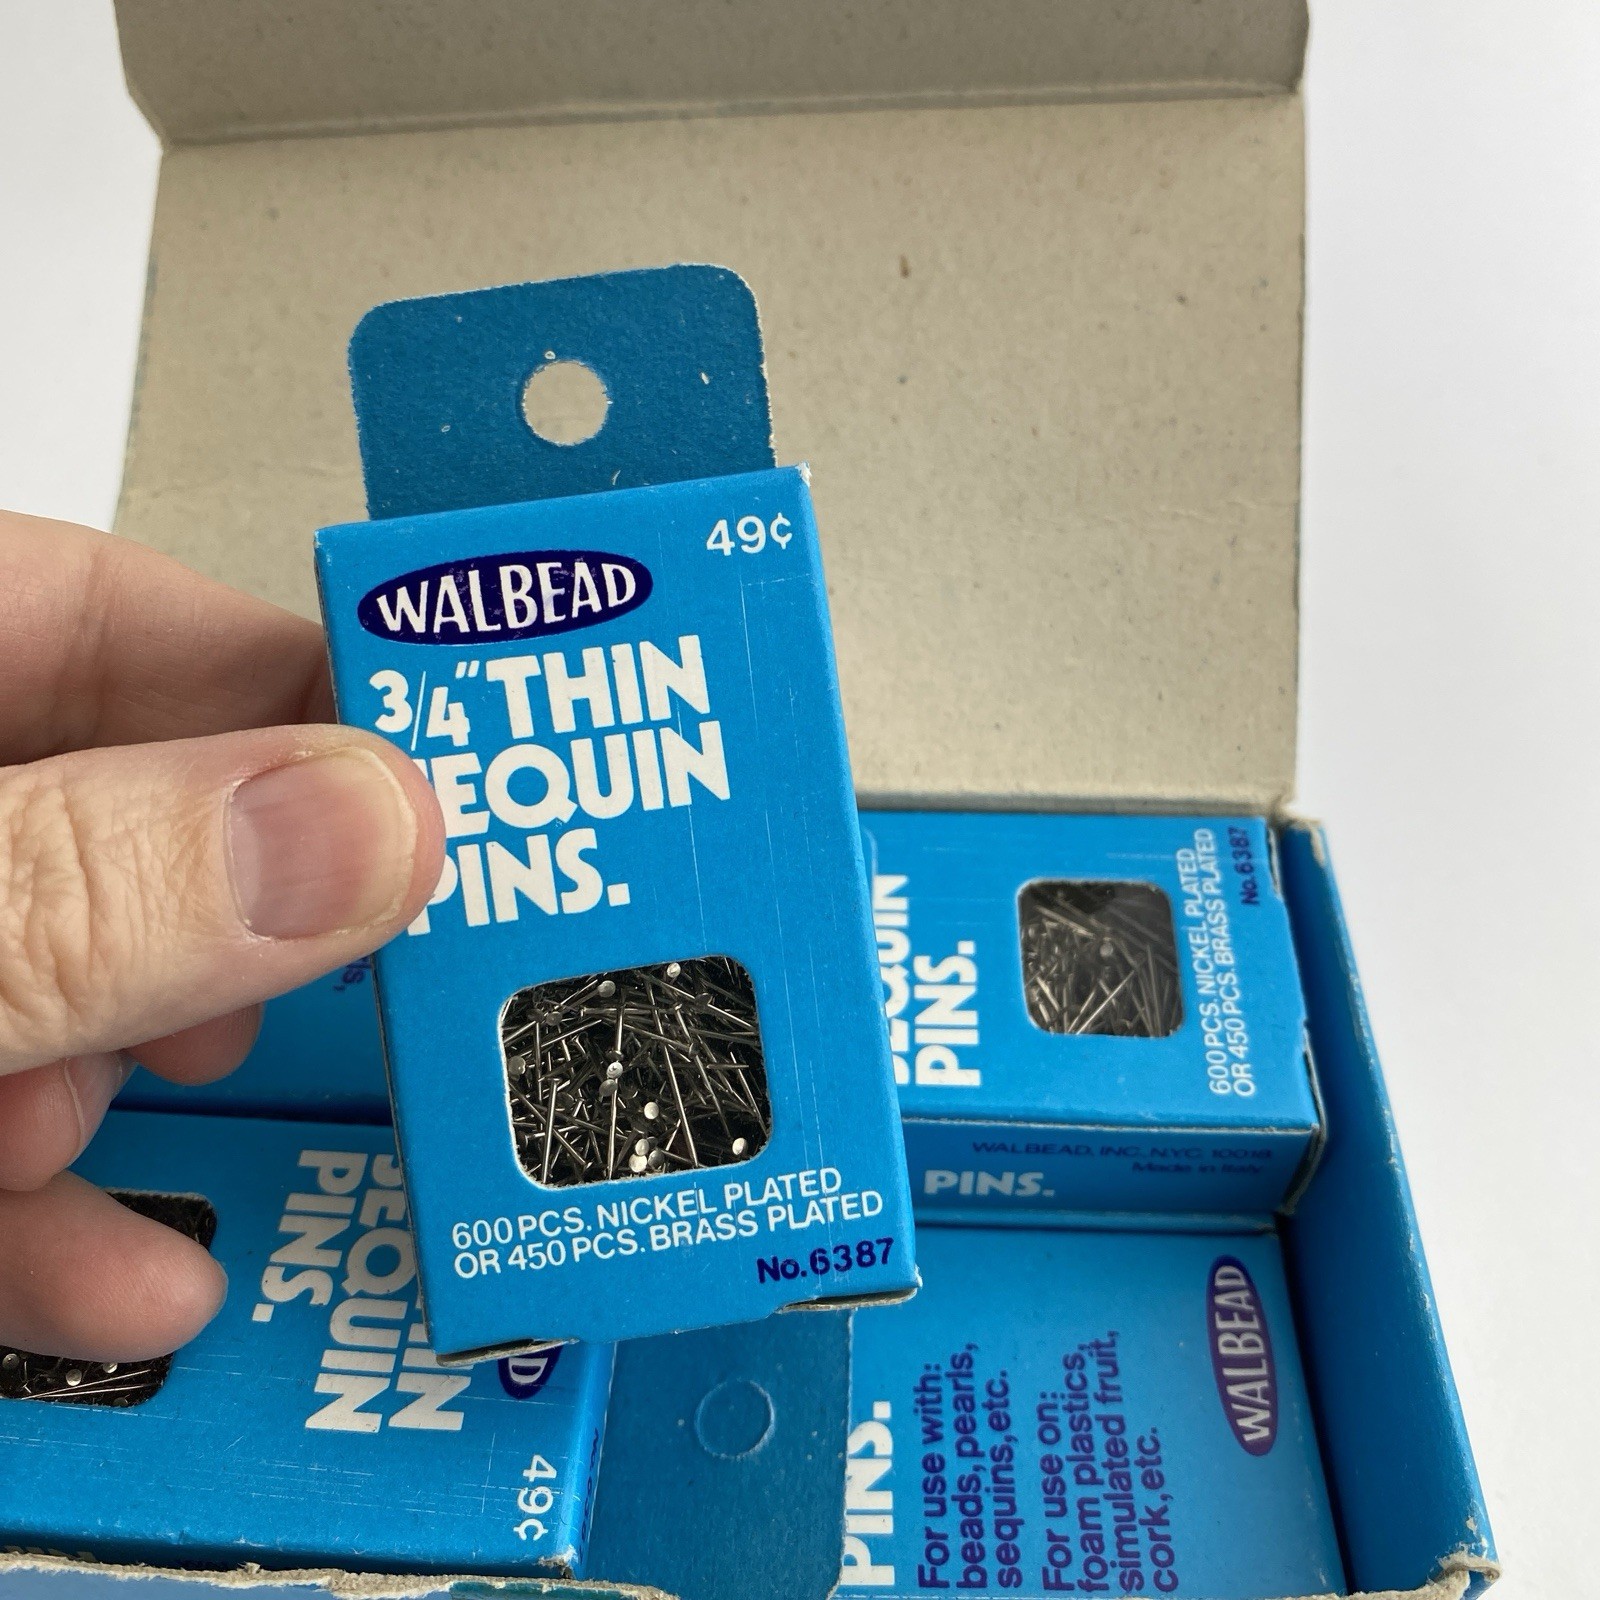 49¢
WALBEAD
3/4" THIN
EQUIN
PINS.
600 PCS. NICKEL PLATED
OR 450 PCS. BRASS PLATED
No. 6387
EQUIN
PINS.
600 PCS. NICKEL PLATED
OR 450 PCS. BRASS PLATED
No. 6387
WALBEAD, INC. N.Y.C. 10018
Made in Italy
PINS.
SEQUIN
PINS.
49¢
PINS.
For use with:
beads, pearls,
sequins, etc.
For use on:
foam plastics,
simulated fruit,
cork, etc.
WALBEAD